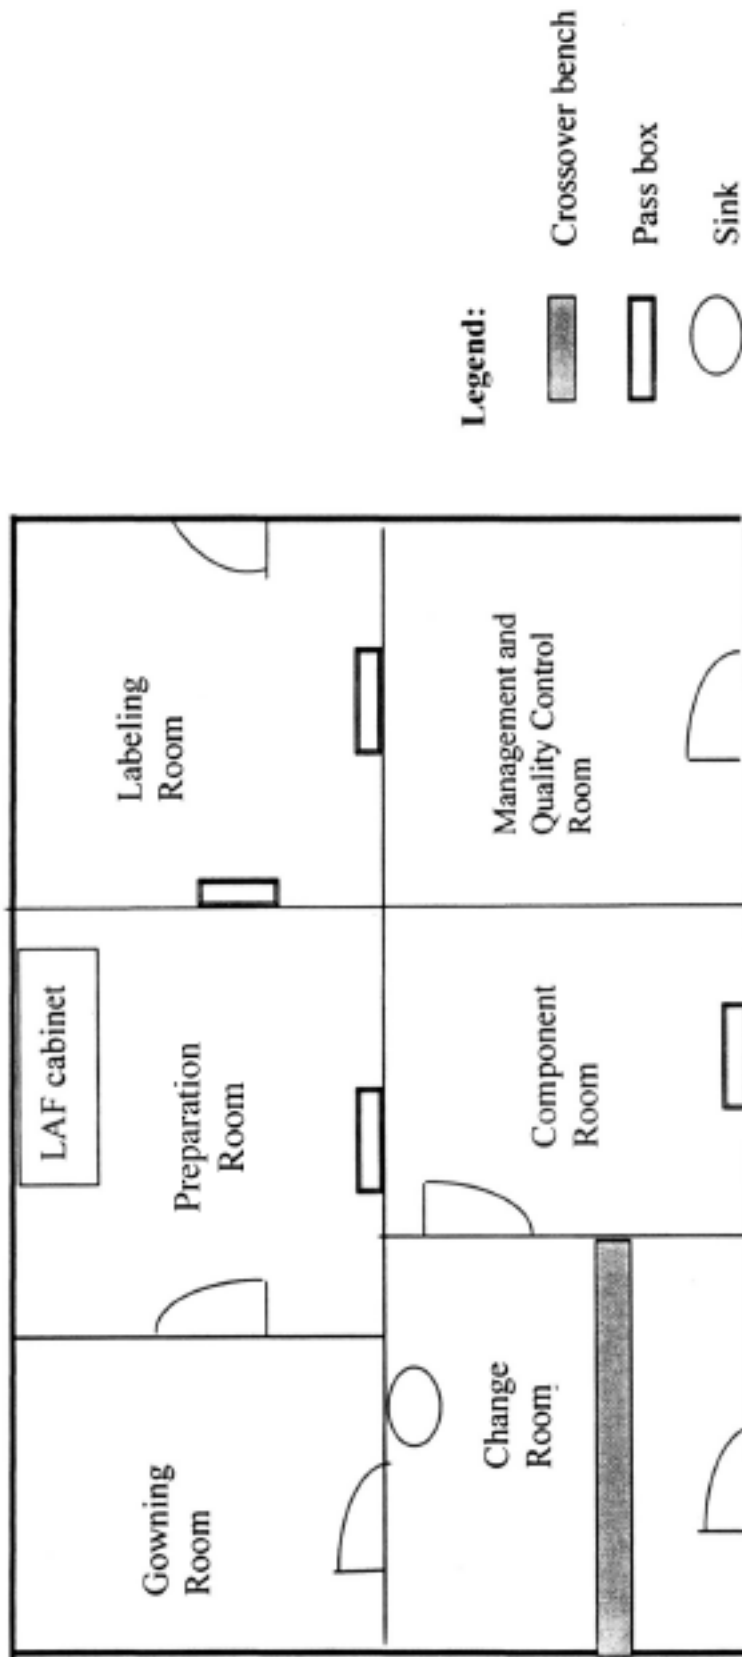 Gowning
Room
LAF cabinet
Preparation
Room
Labeling
Room
Change
Room
Component
Room
Management and
Quality Control
Room
Legend:
Crossover bench
Pass box
Sink